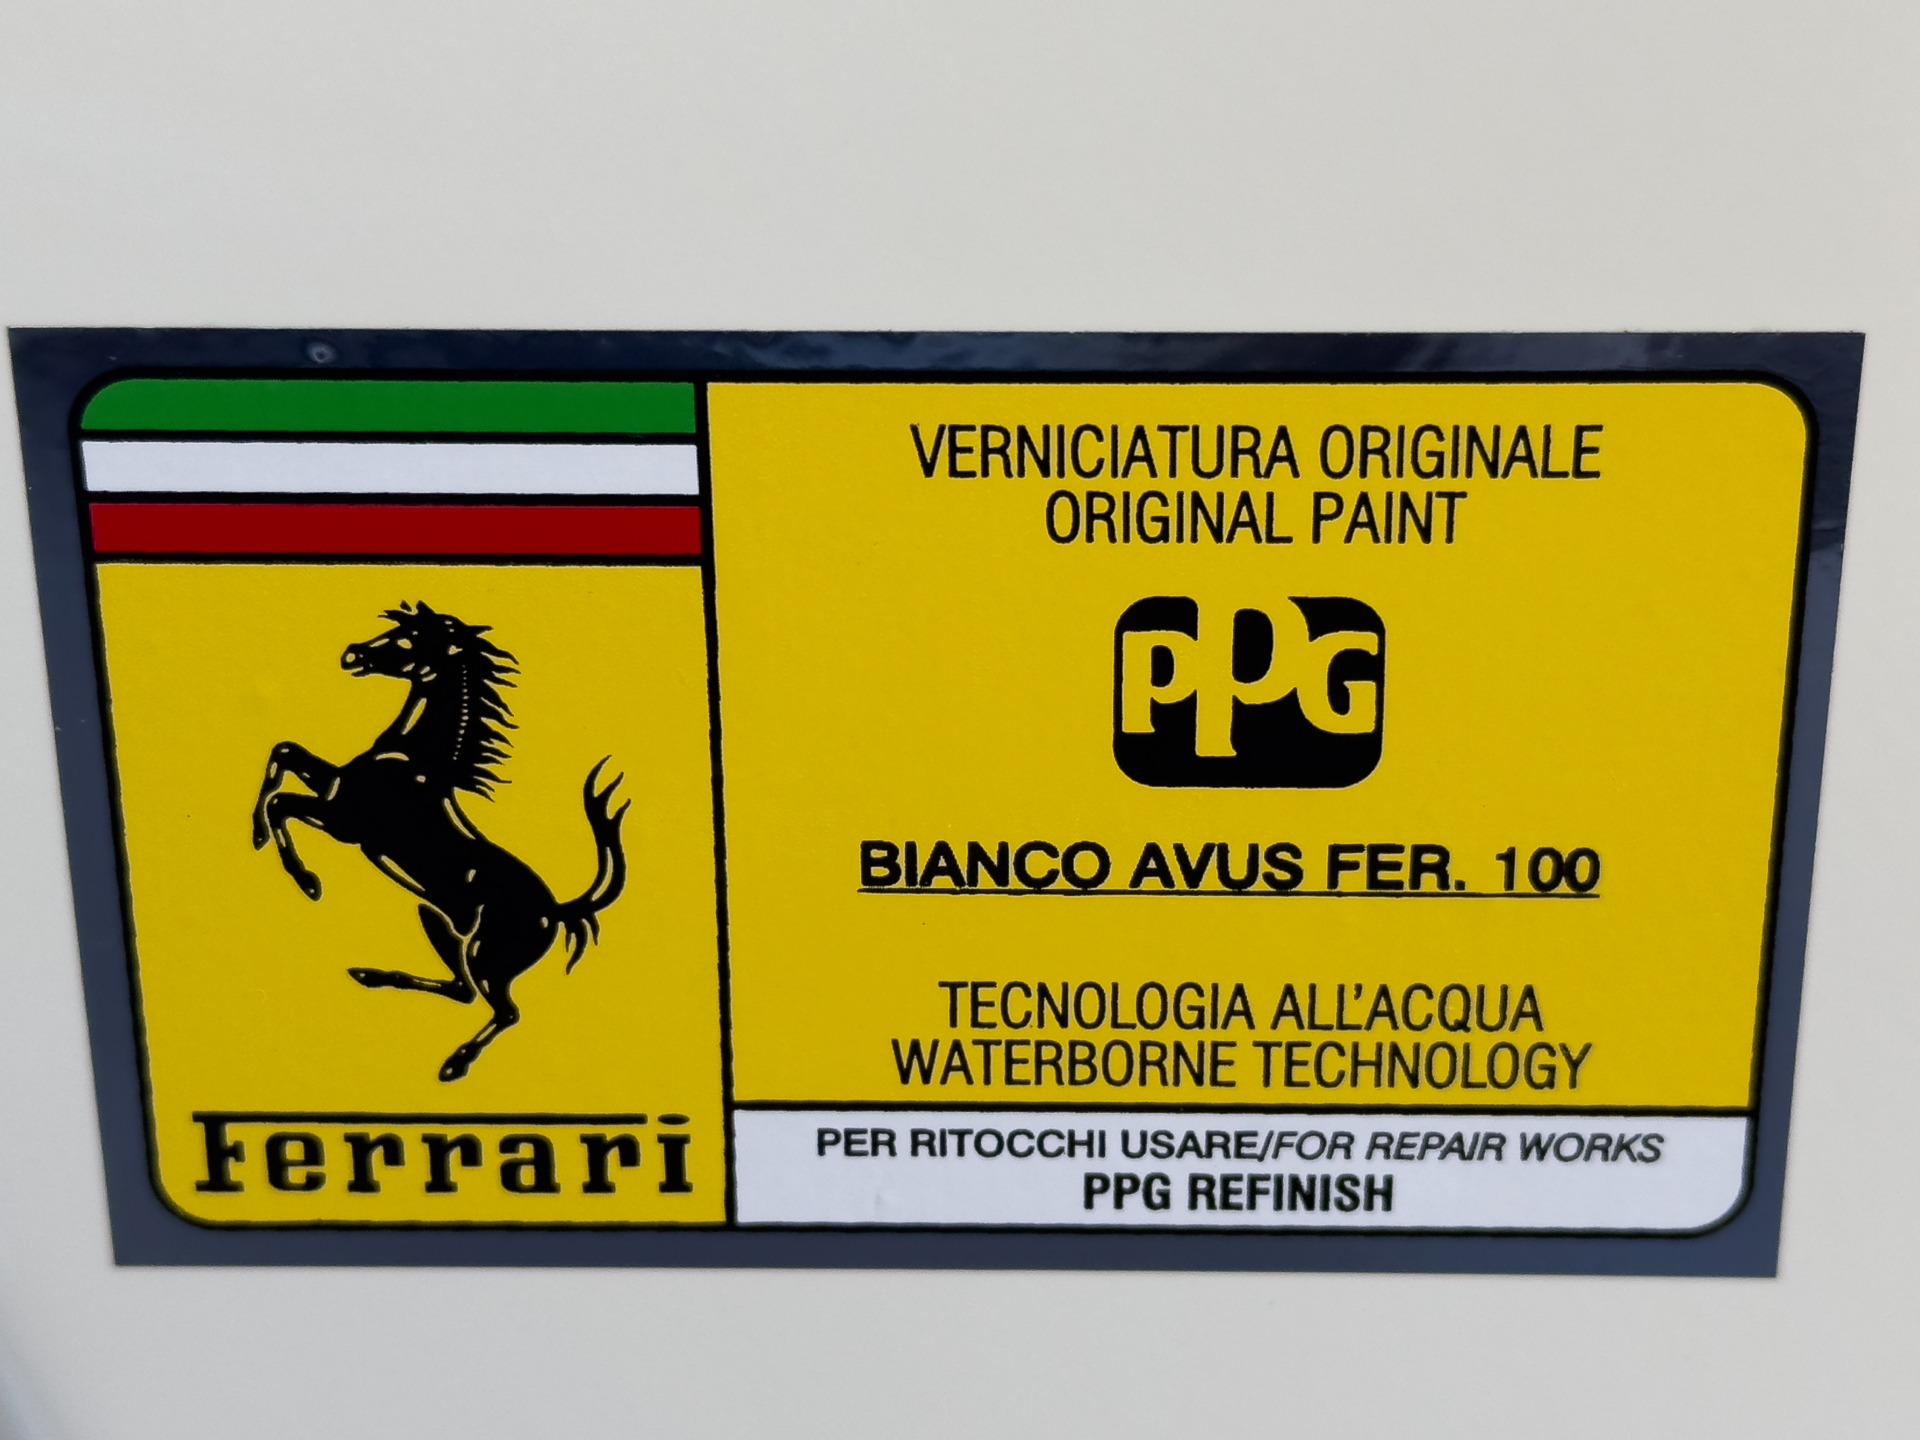 VERNICIATURA ORIGINALE
ORIGINAL PAINT
PPG
BIANCO AVUS FER. 100
TECNOLOGIA ALL'ACQUA
WATERBORNE TECHNOLOGY
Ferrari
PER RITOCCHI USARE/FOR REPAIR WORKS
PPG REFINISH